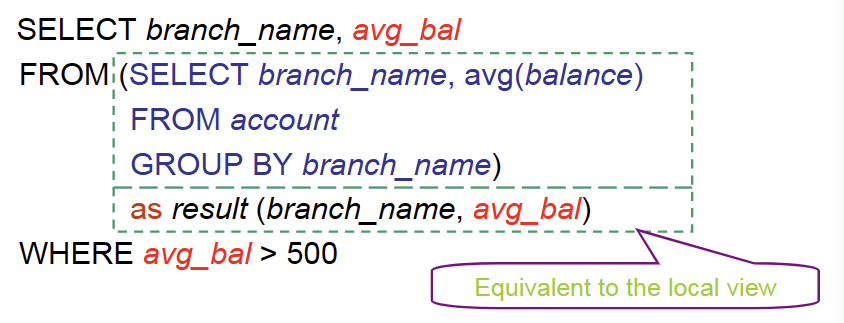 SELECT branch_name, avg_bal
FROM (SELECT branch_name, avg(balance)
FROM account
GROUP BY branch_name)
as result (branch_name, avg_bal)
WHERE avg_bal > 500
Equivalent to the local view